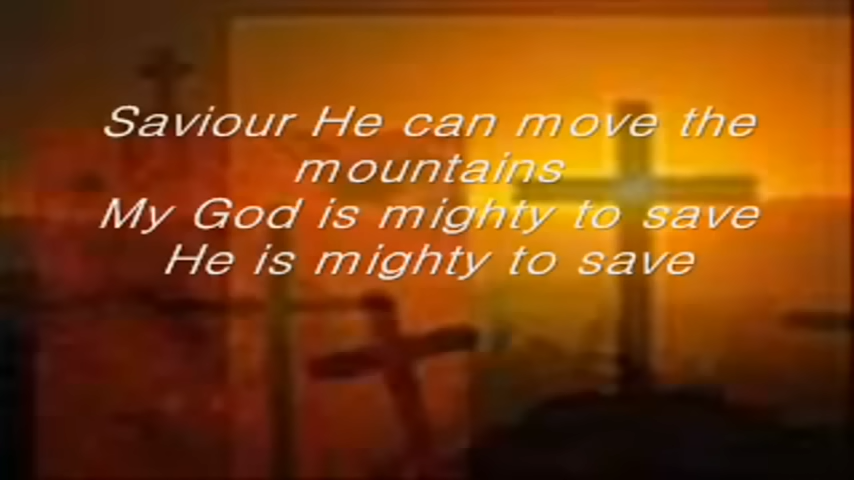 Saviour He can move the
mountains
My God is mighty to save
He is mighty to save